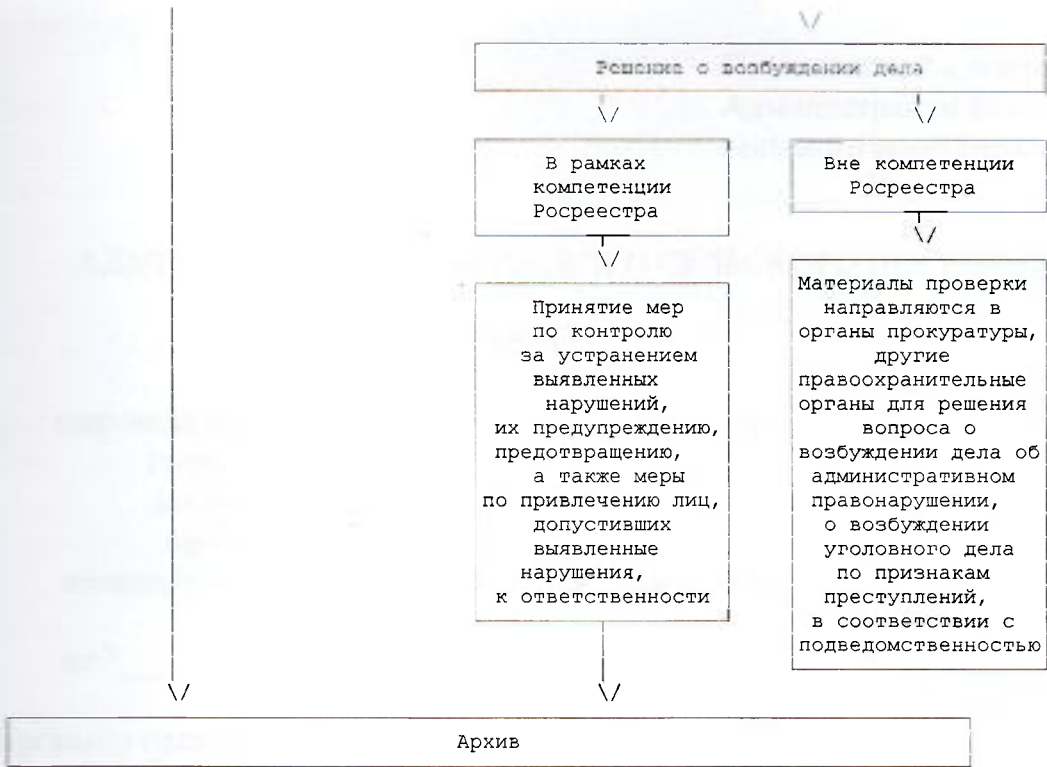 Решение о возбуждении дела
В рамках
компетенции
Росреестра
Вне компетенции
Росреестра
Принятие мер
по контролю
за устранением
выявленных
нарушений,
их предупреждению,
предотвращению,
а также меры
по привлечению лиц,
допустивших
выявленные
нарушения,
к ответственности
Материалы проверки
направляются в
органы прокуратуры,
другие
правоохранительные
органы для решения
вопроса о
возбуждении дела об
административном
правонарушении,
о возбуждении
уголовного дела
по признакам
преступлений,
в соответствии с
подведомственностью
Архив